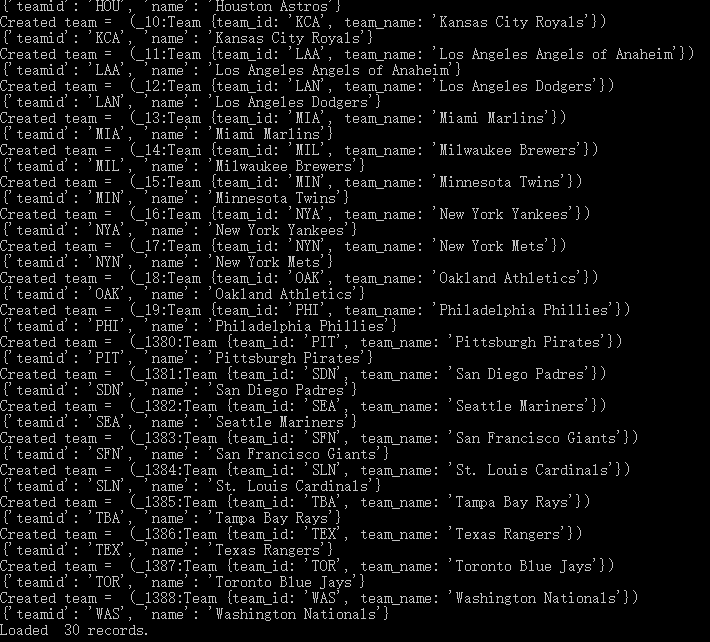 {'teamid': 'HOU', 'name': 'Houston Astros'}
Created team =  (_10:Team {team_id: 'KCA', team_name: 'Kansas City Royals'})
{'teamid': 'KCA', 'name': 'Kansas City Royals'}
Created team =  (_11:Team {team_id: 'LAA', team_name: 'Los Angeles Angels of Anaheim'})
{'teamid': 'LAA', 'name': 'Los Angeles Angels of Anaheim'}
Created team =  (_12:Team {team_id: 'LAN', team_name: 'Los Angeles Dodgers'})
{'teamid': 'LAN', 'name': 'Los Angeles Dodgers'}
Created team =  (_13:Team {team_id: 'MIA', team_name: 'Miami Marlins'})
{'teamid': 'MIA', 'name': 'Miami Marlins'}
Created team =  (_14:Team {team_id: 'MIL', team_name: 'Milwaukee Brewers'})
{'teamid': 'MIL', 'name': 'Milwaukee Brewers'}
Created team =  (_15:Team {team_id: 'MIN', team_name: 'Minnesota Twins'})
{'teamid': 'MIN', 'name': 'Minnesota Twins'}
Created team =  (_16:Team {team_id: 'NYA', team_name: 'New York Yankees'})
{'teamid': 'NYA', 'name': 'New York Yankees'}
Created team =  (_17:Team {team_id: 'NYN', team_name: 'New York Mets'})
{'teamid': 'NYN', 'name': 'New York Mets'}
Created team =  (_18:Team {team_id: 'OAK', team_name: 'Oakland Athletics'})
{'teamid': 'OAK', 'name': 'Oakland Athletics'}
Created team =  (_19:Team {team_id: 'PHI', team_name: 'Philadelphia Phillies'})
{'teamid': 'PHI', 'name': 'Philadelphia Phillies'}
Created team =  (_1380:Team {team_id: 'PIT', team_name: 'Pittsburgh Pirates'})
{'teamid': 'PIT', 'name': 'Pittsburgh Pirates'}
Created team =  (_1381:Team {team_id: 'SDN', team_name: 'San Diego Padres'})
{'teamid': 'SDN', 'name': 'San Diego Padres'}
Created team =  (_1382:Team {team_id: 'SEA', team_name: 'Seattle Mariners'})
{'teamid': 'SEA', 'name': 'Seattle Mariners'}
Created team =  (_1383:Team {team_id: 'SFN', team_name: 'San Francisco Giants'})
{'teamid': 'SFN', 'name': 'San Francisco Giants'}
Created team =  (_1384:Team {team_id: 'SLN', team_name: 'St. Louis Cardinals'})
{'teamid': 'SLN', 'name': 'St. Louis Cardinals'}
Created team =  (_1385:Team {team_id: 'TBA', team_name: 'Tampa Bay Rays'})
{'teamid': 'TBA', 'name': 'Tampa Bay Rays'}
Created team =  (_1386:Team {team_id: 'TEX', team_name: 'Texas Rangers'})
{'teamid': 'TEX', 'name': 'Texas Rangers'}
Created team =  (_1387:Team {team_id: 'TOR', team_name: 'Toronto Blue Jays'})
{'teamid': 'TOR', 'name': 'Toronto Blue Jays'}
Created team =  (_1388:Team {team_id: 'WAS', team_name: 'Washington Nationals'})
{'teamid': 'WAS', 'name': 'Washington Nationals'}
Loaded  30 records.